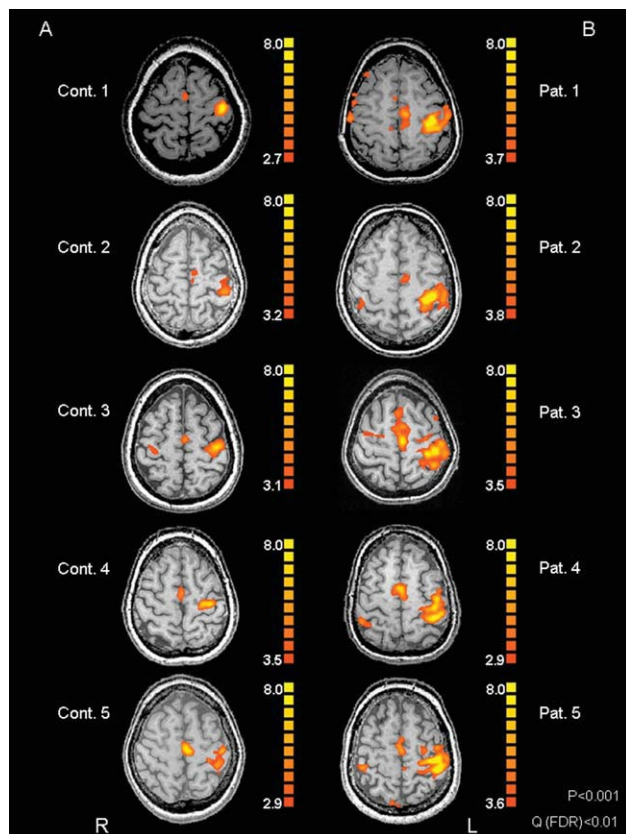 A
B
8.0
8.0
Cont. 1
Pat. 1
2.7
3.7
8.0
8.0
Cont. 2
Pat. 2
3.2
3.8
8.0
8.0
Cont. 3
Pat. 3
3.1
3.5
8.0
8.0
Cont. 4
Pat. 4
3.5
2.9
8.0
8.0
Cont. 5
Pat. 5
2.9
3.6
P<0.001
Q (FDR)<0.01
R
L